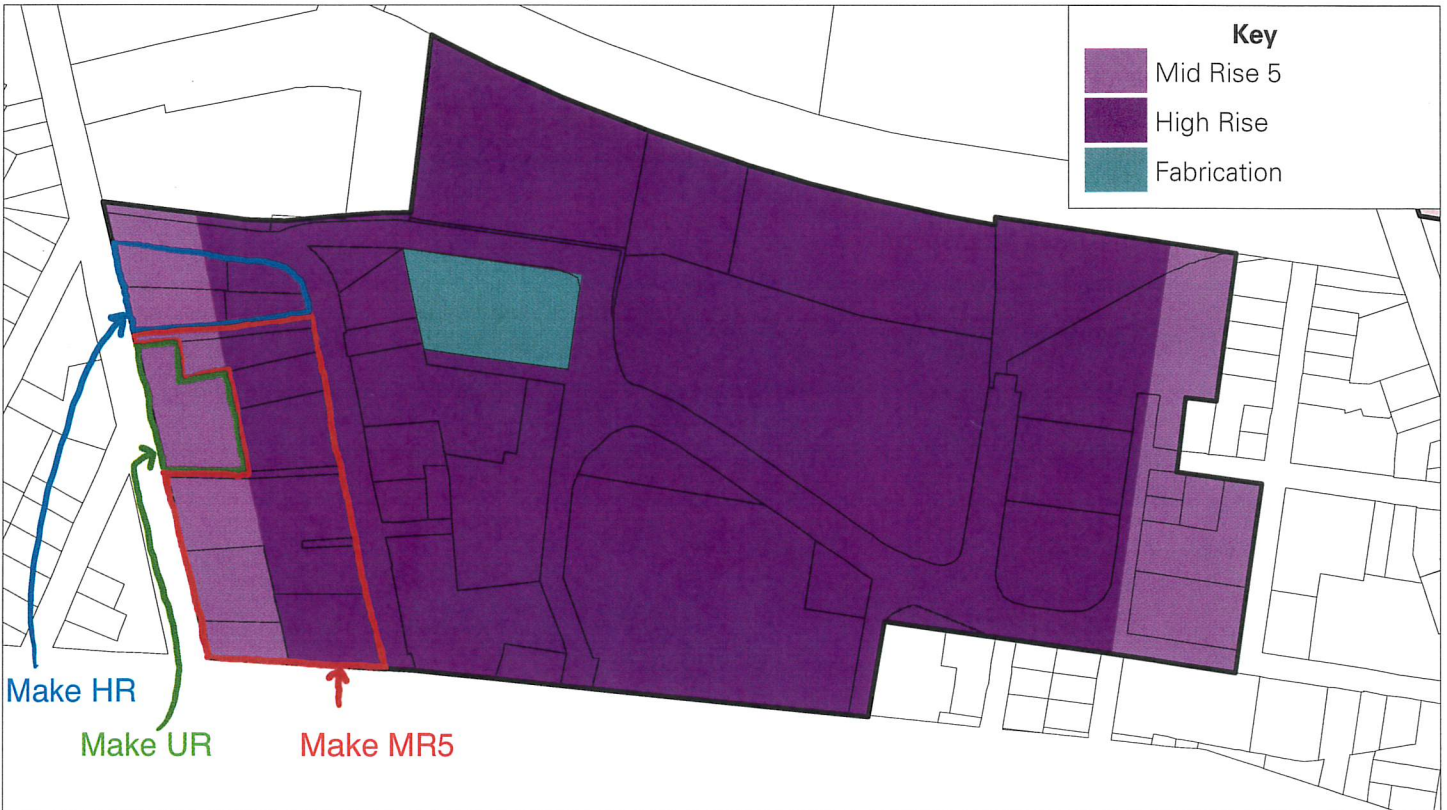 Key
Mid Rise 5
High Rise
Fabrication
Make HR
Make UR
Make MR5